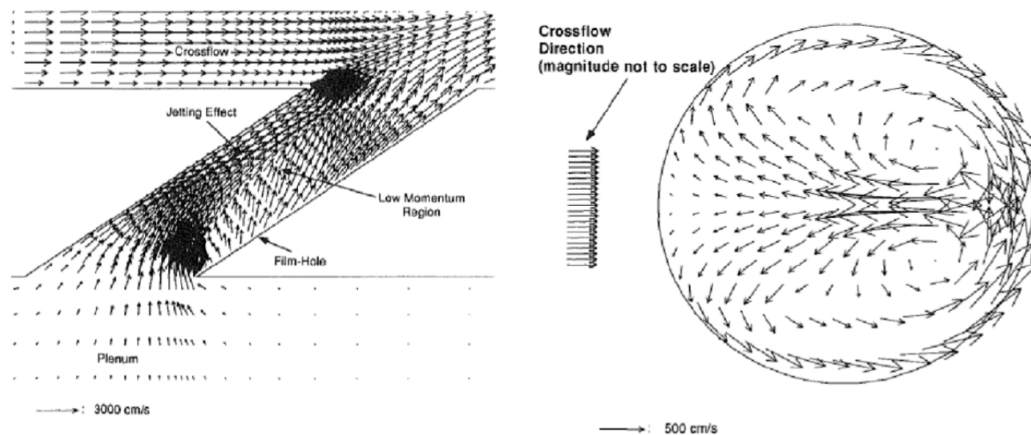 Crossflow
Jetting Effect
Low Momentum
Region
Film-Hole
Plenum
: 3000 cm/s
Crossflow
Direction
(magnitude not to scale)
: 500 cm/s